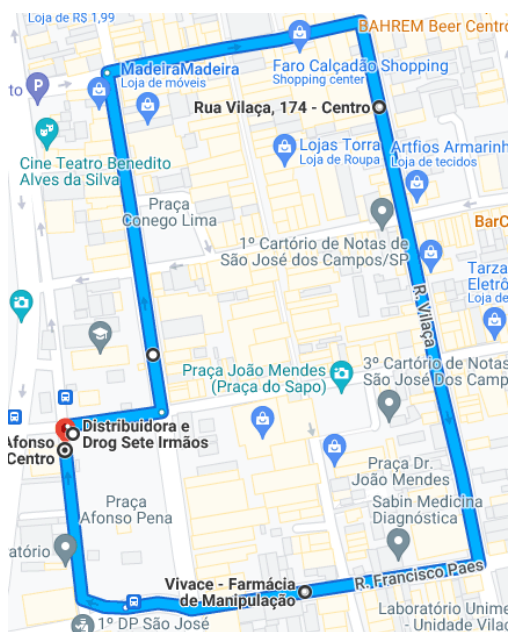 Loja de R$ 1,99
BAHREM Beer Centro
MadeiraMadeira
Loja de móveis
Faro Calçadão Shopping
Shopping center
Rua Vilaça, 174 - Centro
Cine Teatro Benedito
Alves da Silva
Lojas Torra
Loja de Roupa
Artfios Armarinh
Loja de tecidos
Praça
Conego Lima
1º Cartório de Notas de
São José dos Campos/SP
BarC
Tarza
Eletrô
Loja de
R. Vilaça
Praça João Mendes
(Praça do Sapo)
3º Cartório de Notas
São José Dos Camp
Distribuidora e
Drog Sete Irmãos
Afonso
Centro
Praça Dr.
João Mendes
Praça
Afonso Pena
Sabin Medicina
Diagnóstica
atório
Vivace - Farmácia
de Manipulação
R. Francisco Paes
1º DP São José
Laboratório Unime
- Unidade Vilaç